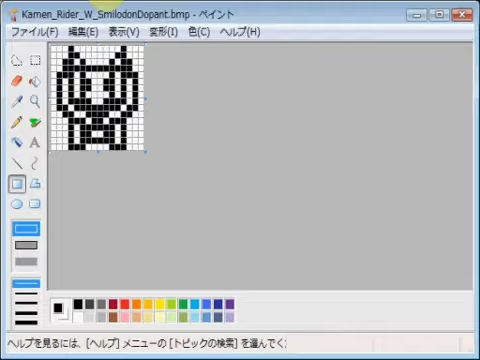 Kamen_Rider_W_SmilodonDopant.bmp - ペイント
ファイル(F) 編集(E) 表示(V) 変形(I) 色(C) ヘルプ(H)
A
ヘルプを見るには、[ヘルプ] メニューの [トピックの検索] を選んでく